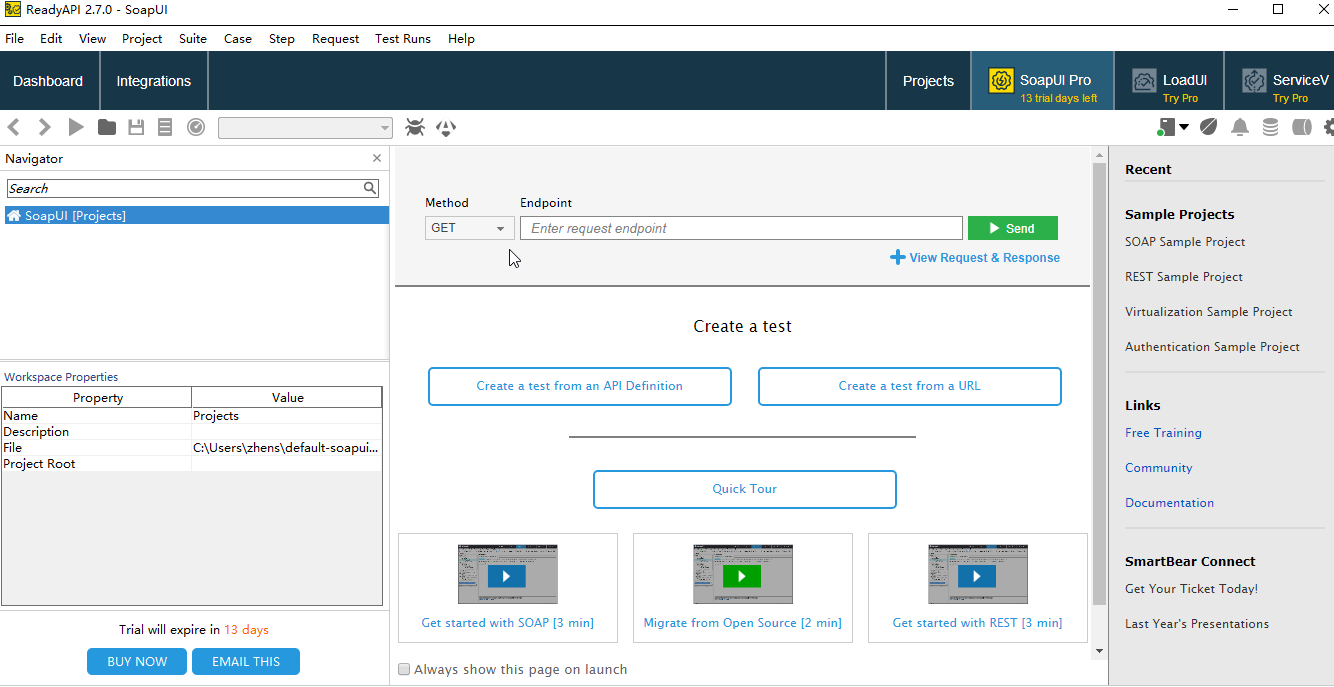 ReadyAPI 2.7.0 - SoapUI
File Edit View Project Suite Case Step Request Test Runs Help
Dashboard Integrations Projects SoapUI Pro LoadUI ServiceV
13 trial days left Try Pro Try Pro
Navigator
Search
SoapUI [Projects]
Workspace Properties
Property Value
Name Projects
Description
File C:\Users\zhens\default-soapui...
Project Root
Trial will expire in 13 days
BUY NOW EMAIL THIS
Method Endpoint
GET Enter request endpoint Send
View Request & Response
Create a test
Create a test from an API Definition Create a test from a URL
Quick Tour
Get started with SOAP [3 min] Migrate from Open Source [2 min] Get started with REST [3 min]
Always show this page on launch
Recent
Sample Projects
SOAP Sample Project
REST Sample Project
Virtualization Sample Project
Authentication Sample Project
Links
Free Training
Community
Documentation
SmartBear Connect
Get Your Ticket Today!
Last Year's Presentations